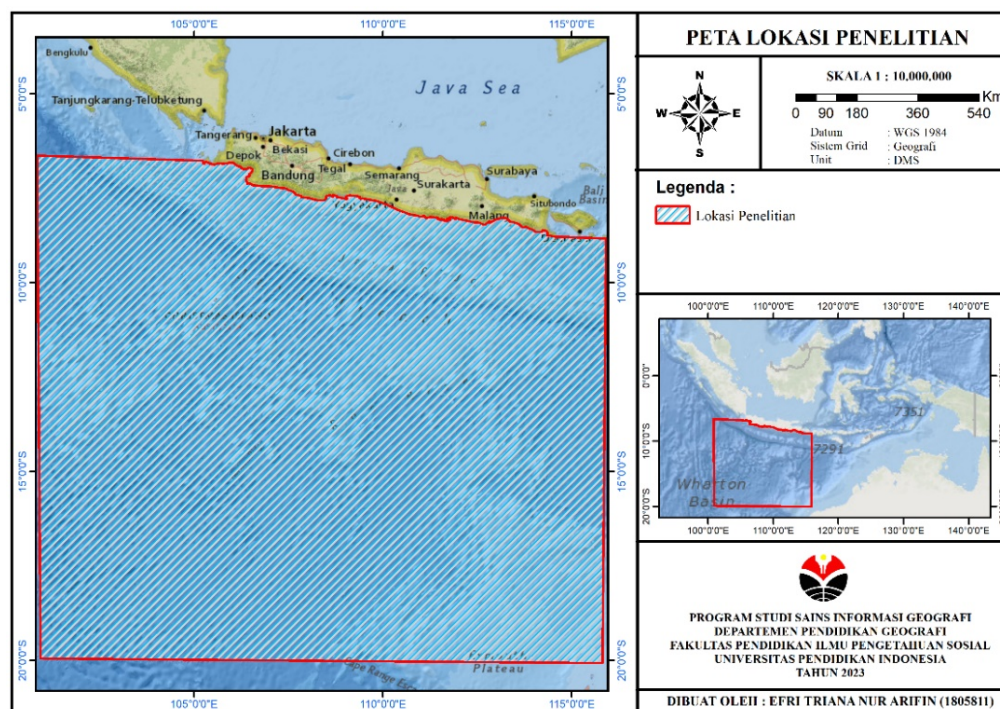 105°0'0"E 110°0'0"E 115°0'0"E
Bengkulu
Java Sea
5°0'0"S
5°0'0"S
Tanjungkarang-Telubketung
Tangerang
Jakarta
Depok
Bekasi
Cirebon
Bandung
Tegal
Semarang
Surabaya
Java
Surakarta
Situbondo
Bali
Basin
Malang
10°0'0"S
10°0'0"S
15°0'0"S
15°0'0"S
20°0'0"S
20°0'0"S
Plateau
105°0'0"E 110°0'0"E 115°0'0"E
PETA LOKASI PENELITIAN
N
W E
S
SKALA 1 : 10,000,000
Km
0 90 180 360 540
Datum : WGS 1984
Sistem Grid : Geografi
Unit : DMS
Legenda :
Lokasi Penelitian
100°0'0"E 110°0'0"E 120°0'0"E 130°0'0"E 140°0'0"E
0°0'0"
10°0'0"S
20°0'0"S
7351
7291
Wharton
Basin
100°0'0"E 110°0'0"E 120°0'0"E 130°0'0"E 140°0'0"E
PROGRAM STUDI SAINS INFORMASI GEOGRAFI
DEPARTEMEN PENDIDIKAN GEOGRAFI
FAKULTAS PENDIDIKAN ILMU PENGETAHUAN SOSIAL
UNIVERSITAS PENDIDIKAN INDONESIA
TAHUN 2023
DIBUAT OLEH : EFRI TRIANA NUR ARIFIN (1805811)